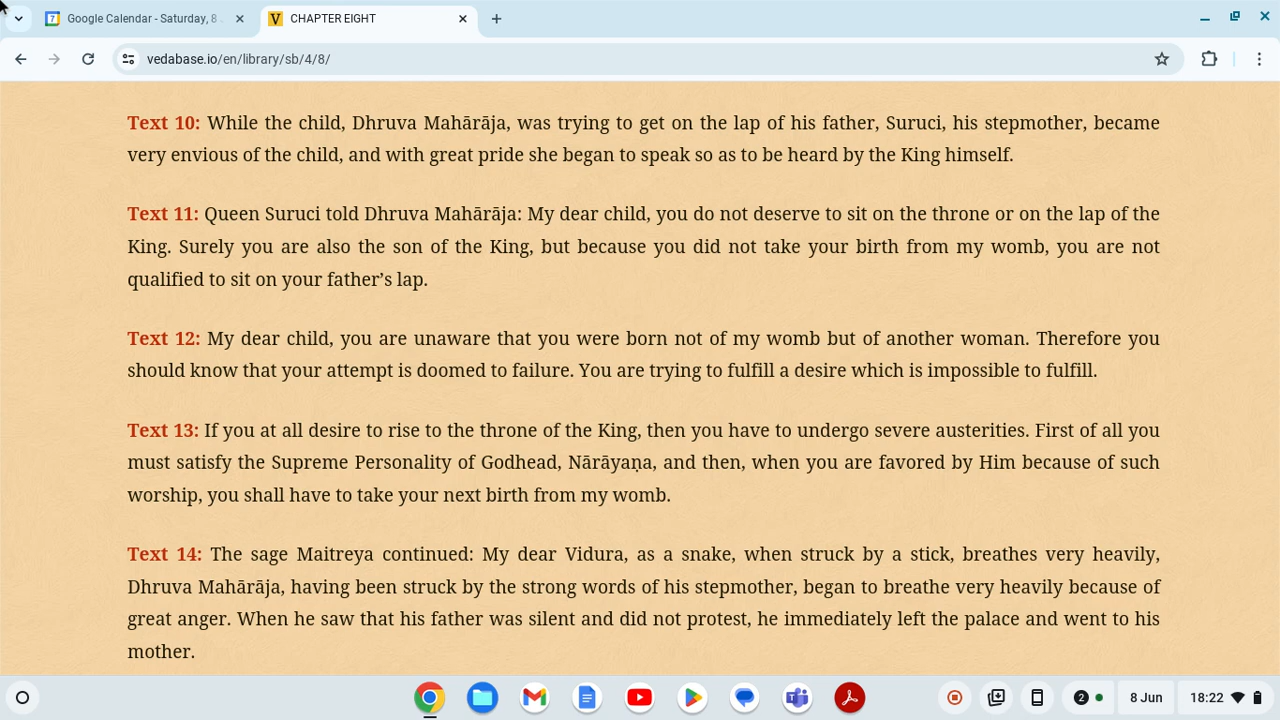 Google Calendar - Saturday, 8
CHAPTER EIGHT
vedabase.io/en/library/sb/4/8/
Text 10: While the child, Dhruva Mahārāja, was trying to get on the lap of his father, Suruci, his stepmother, became
very envious of the child, and with great pride she began to speak so as to be heard by the King himself.
Text 11: Queen Suruci told Dhruva Mahārāja: My dear child, you do not deserve to sit on the throne or on the lap of the
King. Surely you are also the son of the King, but because you did not take your birth from my womb, you are not
qualified to sit on your father’s lap.
Text 12: My dear child, you are unaware that you were born not of my womb but of another woman. Therefore you
should know that your attempt is doomed to failure. You are trying to fulfill a desire which is impossible to fulfill.
Text 13: If you at all desire to rise to the throne of the King, then you have to undergo severe austerities. First of all you
must satisfy the Supreme Personality of Godhead, Nārāyaṇa, and then, when you are favored by Him because of such
worship, you shall have to take your next birth from my womb.
Text 14: The sage Maitreya continued: My dear Vidura, as a snake, when struck by a stick, breathes very heavily,
Dhruva Mahārāja, having been struck by the strong words of his stepmother, began to breathe very heavily because of
great anger. When he saw that his father was silent and did not protest, he immediately left the palace and went to his
mother.
2
8 Jun
18:22